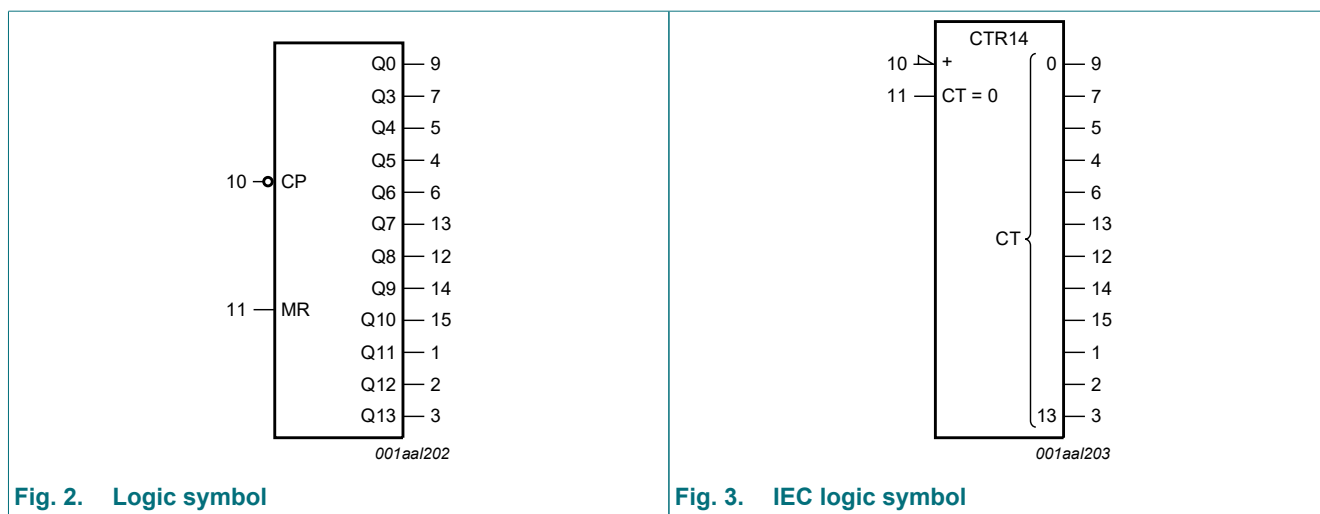 Q0 9
Q3 7
Q4 5
Q5 4
10 CP
Q6 6
Q7 13
Q8 12
Q9 14
11 MR
Q10 15
Q11 1
Q12 2
Q13 3
001aal202
Fig. 2. Logic symbol
CTR14
10 + 0 9
11 CT = 0 7
5
4
6
13
CT
12
14
15
1
2
13 3
001aal203
Fig. 3. IEC logic symbol